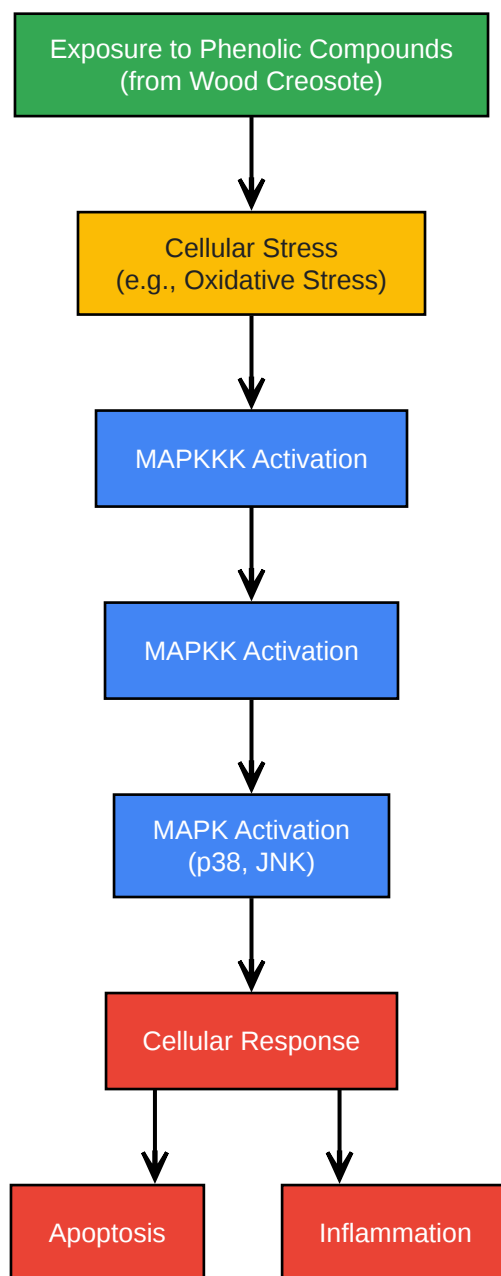 Exposure to Phenolic Compounds
(from Wood Creosote)
Cellular Stress
(e.g., Oxidative Stress)
MAPKKK Activation
MAPKK Activation
MAPK Activation
(p38, JNK)
Cellular Response
Apoptosis
Inflammation